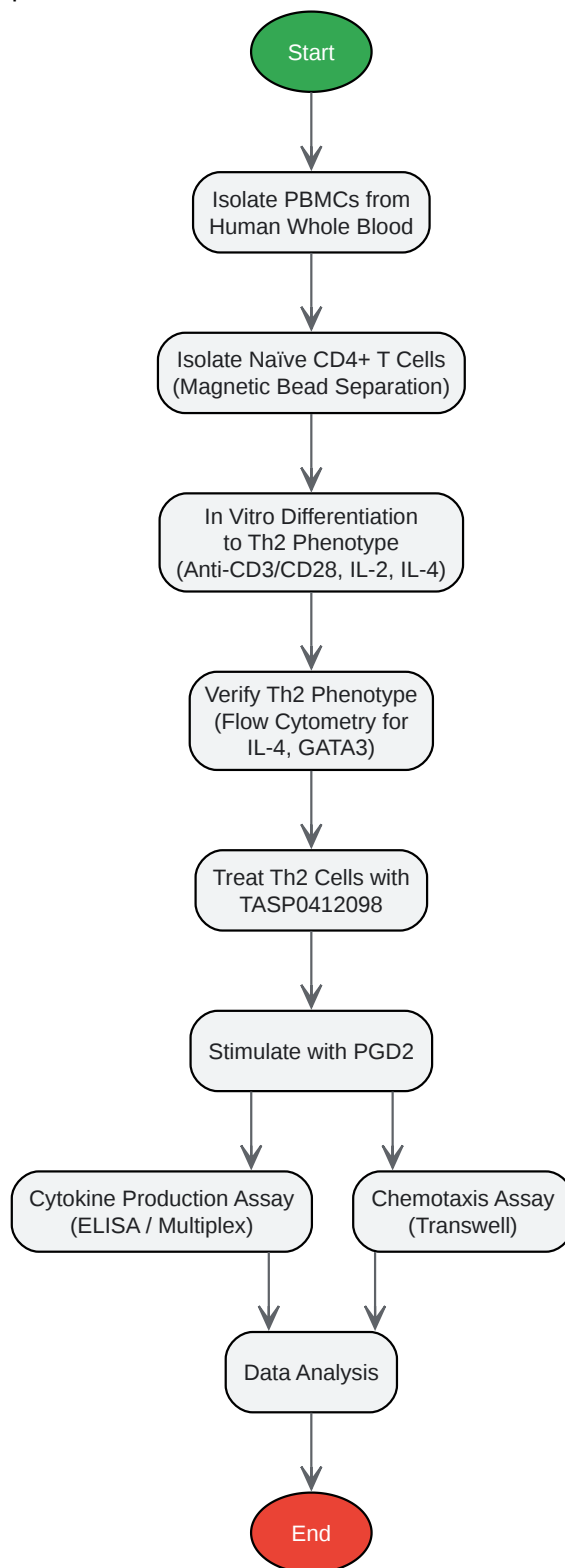 Start
Isolate PBMCs from
Human Whole Blood
Isolate Naïve CD4+ T Cells
(Magnetic Bead Separation)
In Vitro Differentiation
to Th2 Phenotype
(Anti-CD3/CD28, IL-2, IL-4)
Verify Th2 Phenotype
(Flow Cytometry for
IL-4, GATA3)
Treat Th2 Cells with
TASP0412098
Stimulate with PGD2
Cytokine Production Assay
(ELISA / Multiplex)
Chemotaxis Assay
(Transwell)
Data Analysis
End